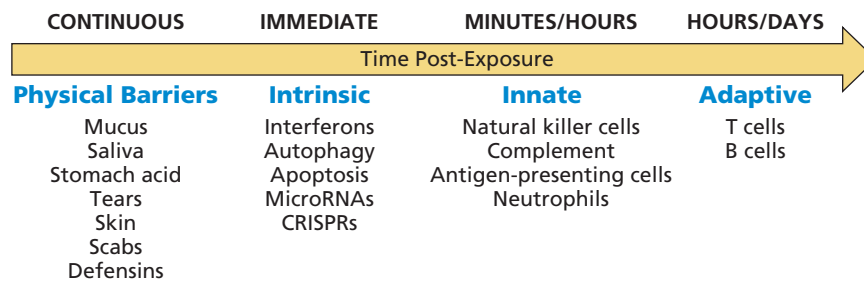 CONTINUOUS IMMEDIATE MINUTES/HOURS HOURS/DAYS
Time Post-Exposure
Physical Barriers Intrinsic Innate Adaptive
Mucus Interferons Natural killer cells T cells
Saliva Autophagy Complement B cells
Stomach acid Apoptosis Antigen-presenting cells
Tears MicroRNAs Neutrophils
Skin CRISPRs
Scabs
Defensins